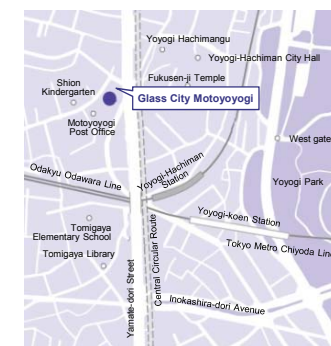 Yoyogi Hachimangu
Yoyogi-Hachiman City Hall
Shion
Kindergarten
Fukusen-ji Temple
Glass City Motoyoyogi
Motoyoyogi
Post Office
West gate
Yoyogi-Hachiman
Station
Odakyu Odawara Line
Yoyogi Park
Yoyogi-koen Station
Tomigaya
Elementary School
Tokyo Metro Chiyoda Line
Tomigaya Library
Yamate-dori Street
Central Circular Route
Inokashira-dori Avenue